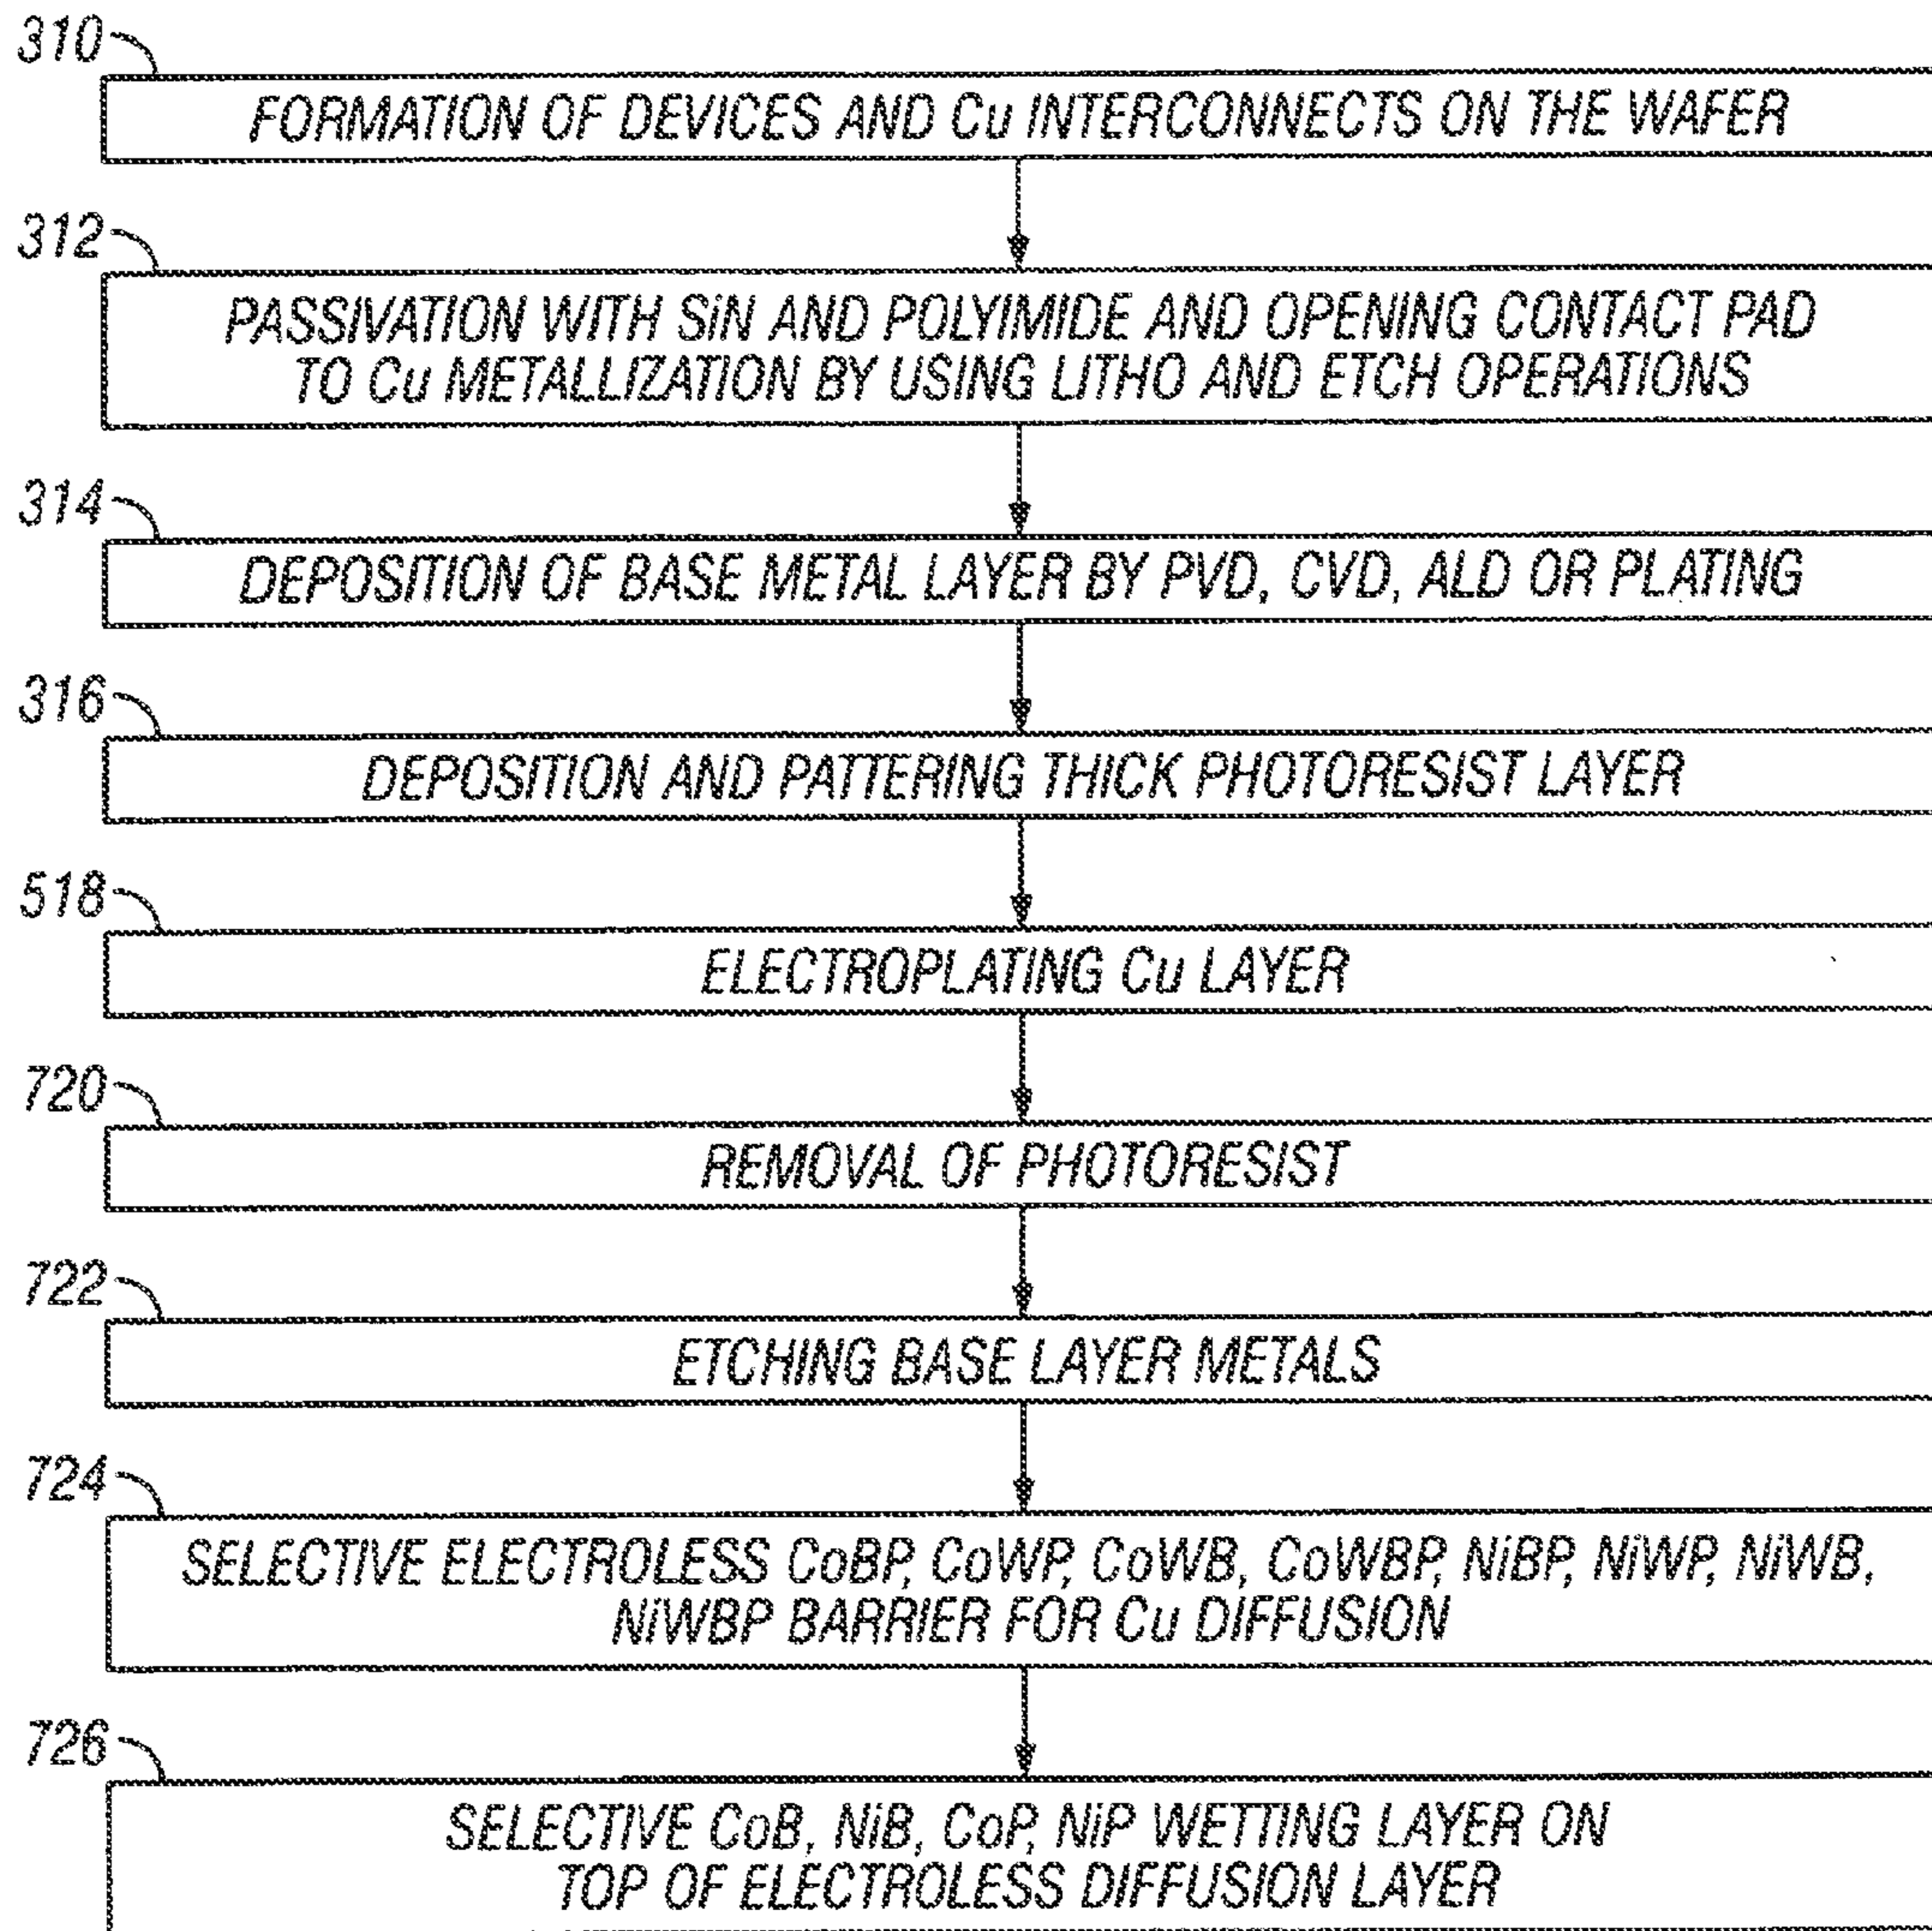 310
FORMATION OF DEVICES AND Cu INTERCONNECTS ON THE WAFER
312
PASSIVATION WITH SiN AND POLYIMIDE AND OPENING CONTACT PAD
TO Cu METALLIZATION BY USING LITHO AND ETCH OPERATIONS
314
DEPOSITION OF BASE METAL LAYER BY PVD, CVD, ALD OR PLATING
316
DEPOSITION AND PATTERING THICK PHOTORESIST LAYER
518
ELECTROPLATING Cu LAYER
720
REMOVAL OF PHOTORESIST
722
ETCHING BASE LAYER METALS
724
SELECTIVE ELECTROLESS CoBP, CoWP, CoWB, CoWBP, NiBP, NiWP, NiWB,
NiWBP BARRIER FOR Cu DIFFUSION
726
SELECTIVE CoB, NiB, CoP, NiP WETTING LAYER ON
TOP OF ELECTROLESS DIFFUSION LAYER